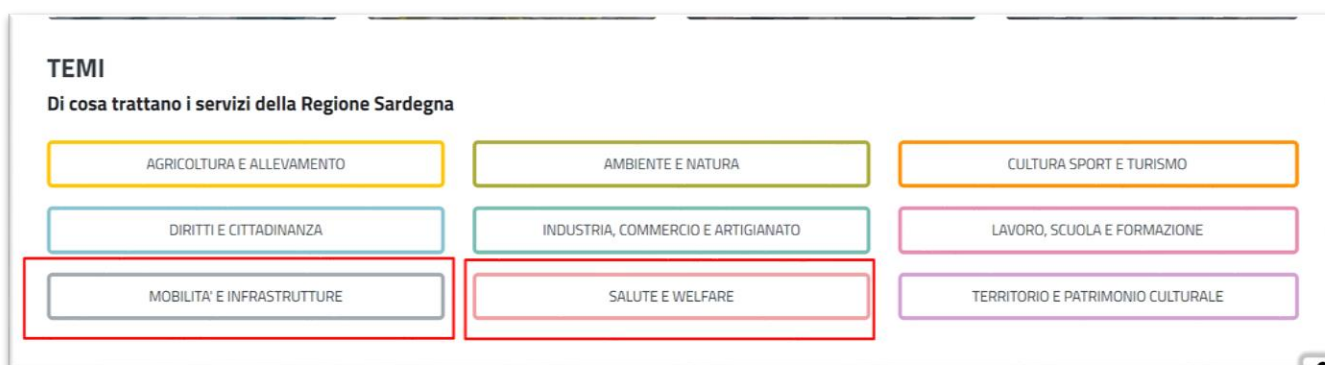 TEMI
Di cosa trattano i servizi della Regione Sardegna
AGRICOLTURA E ALLEVAMENTO
AMBIENTE E NATURA
CULTURA SPORT E TURISMO
DIRITTI E CITTADINANZA
INDUSTRIA, COMMERCIO E ARTIGIANATO
LAVORO, SCUOLA E FORMAZIONE
MOBILITA' E INFRASTRUTTURE
SALUTE E WELFARE
TERRITORIO E PATRIMONIO CULTURALE